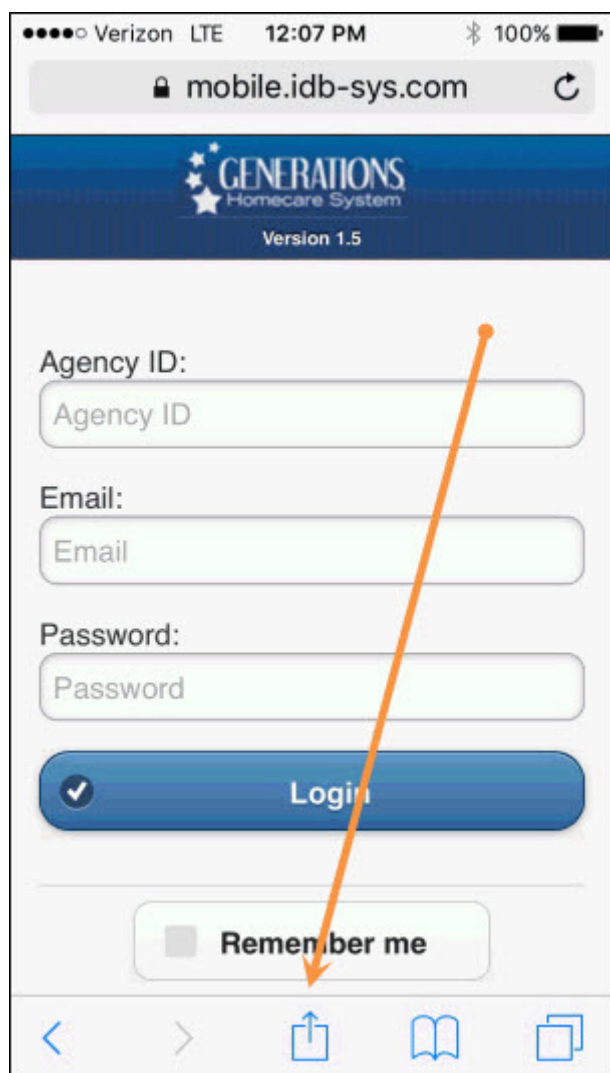 Verizon LTE 12:07 PM 100%
mobile.idb-sys.com
GENERATIONS
Homecare System
Version 1.5
Agency ID:
Agency ID
Email:
Email
Password:
Password
Login
Remember me